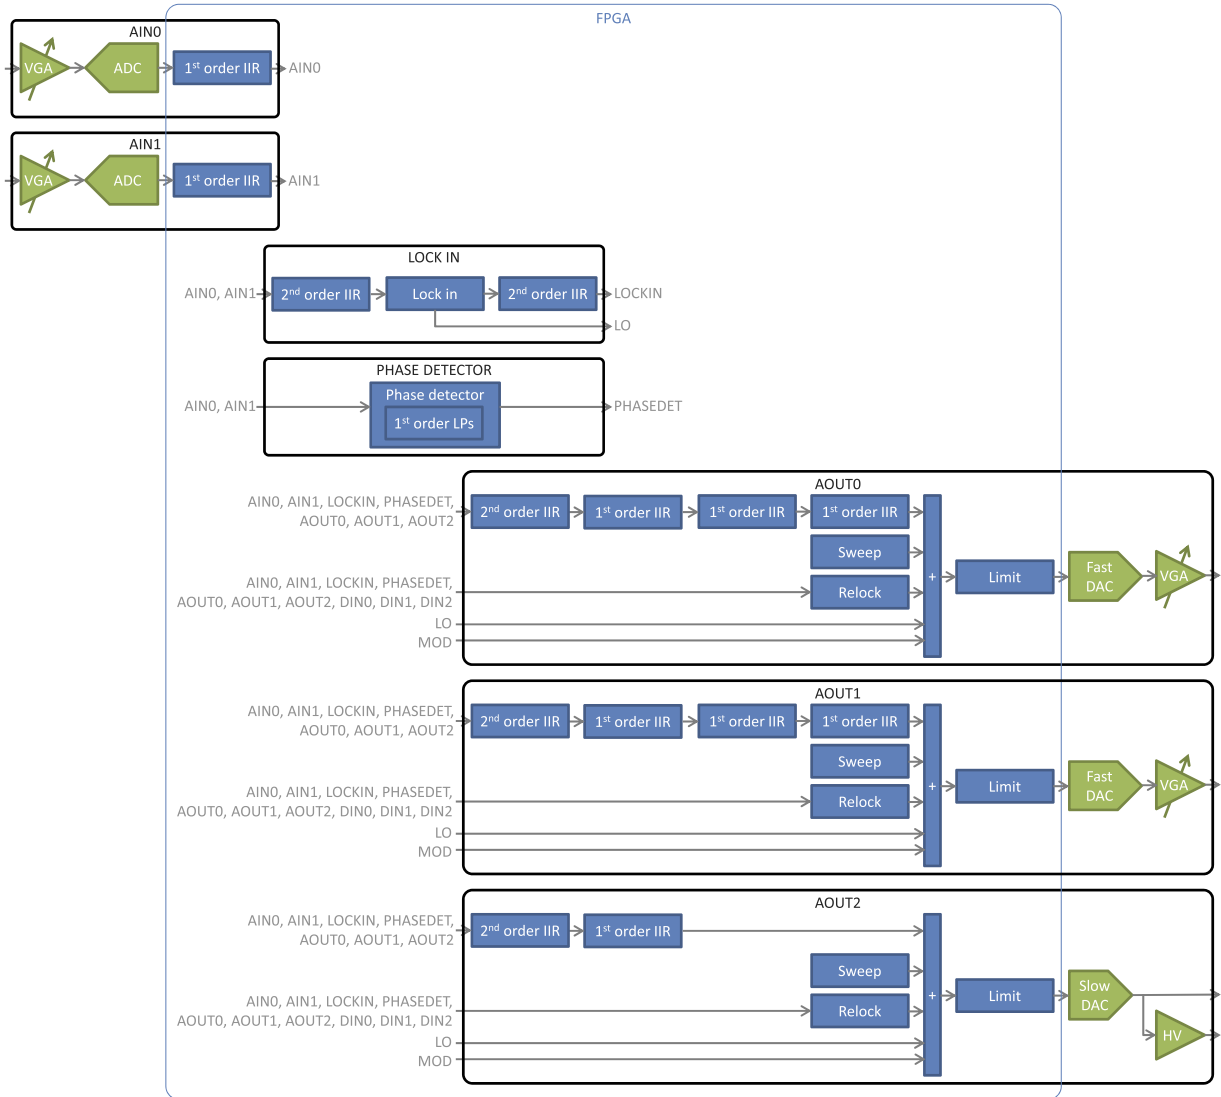 FPGA
AIN0
VGA
ADC
1st order IIR
AIN0
AIN1
VGA
ADC
1st order IIR
AIN1
LOCK IN
AIN0, AIN1
2nd order IIR
Lock in
2nd order IIR
LOCKIN
LO
PHASE DETECTOR
AIN0, AIN1
Phase detector
1st order LPs
PHASEDET
AOUT0
AIN0, AIN1, LOCKIN, PHASEDET,
AOUT0, AOUT1, AOUT2
2nd order IIR
1st order IIR
1st order IIR
1st order IIR
Sweep
AIN0, AIN1, LOCKIN, PHASEDET,
AOUT0, AOUT1, AOUT2, DIN0, DIN1, DIN2
Relock
LO
MOD
+
Limit
Fast
DAC
VGA
AOUT1
AIN0, AIN1, LOCKIN, PHASEDET,
AOUT0, AOUT1, AOUT2
2nd order IIR
1st order IIR
1st order IIR
1st order IIR
Sweep
AIN0, AIN1, LOCKIN, PHASEDET,
AOUT0, AOUT1, AOUT2, DIN0, DIN1, DIN2
Relock
LO
MOD
+
Limit
Fast
DAC
VGA
AOUT2
AIN0, AIN1, LOCKIN, PHASEDET,
AOUT0, AOUT1, AOUT2
2nd order IIR
1st order IIR
Sweep
AIN0, AIN1, LOCKIN, PHASEDET,
AOUT0, AOUT1, AOUT2, DIN0, DIN1, DIN2
Relock
LO
MOD
+
Limit
Slow
DAC
HV